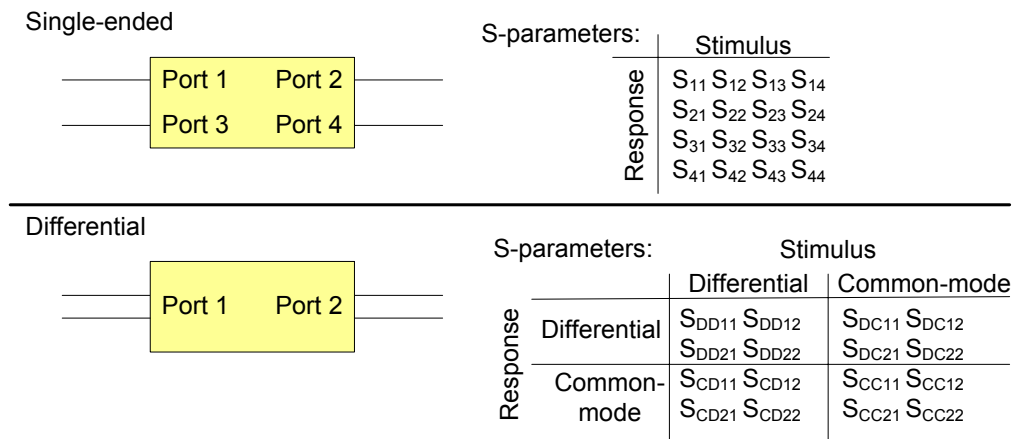 Single-ended
Port 1 Port 2
Port 3 Port 4
S-parameters:
Stimulus
Response
S11 S12 S13 S14
S21 S22 S23 S24
S31 S32 S33 S34
S41 S42 S43 S44
Differential
Port 1 Port 2
S-parameters:
Stimulus
Differential Common-mode
Response
Differential
SDD11 SDD12 SDC11 SDC12
SDD21 SDD22 SDC21 SDC22
Common-
mode
SCD11 SCD12 SCC11 SCC12
SCD21 SCD22 SCC21 SCC22